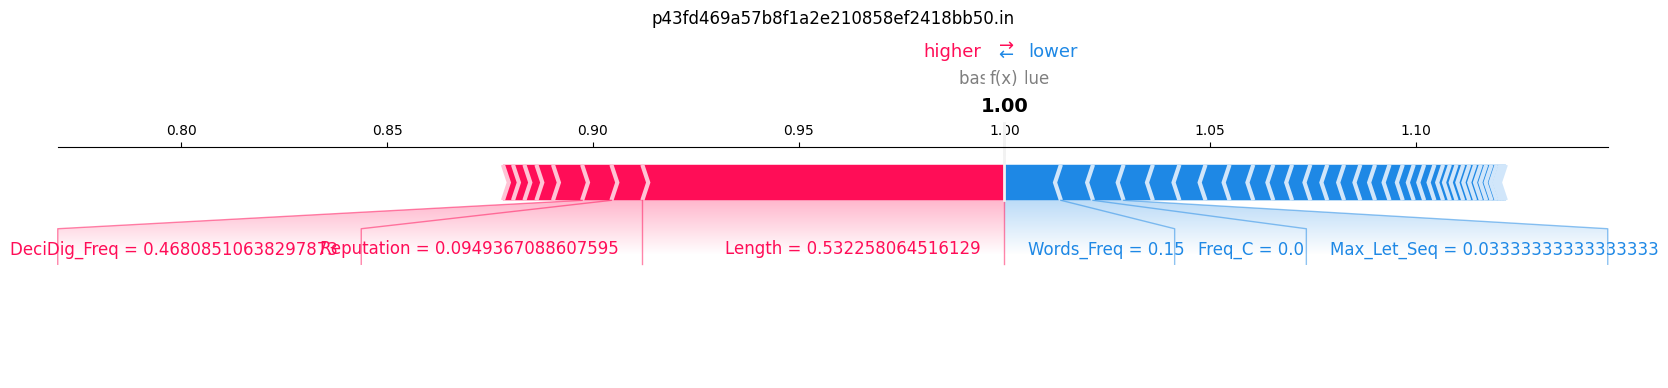 p43fd469a57b8f1a2e210858ef2418bb50.in
higher ⇄ lower
bas f(x) lue
1.00
0.80 0.85 0.90 0.95 1.00 1.05 1.10
DeciDig_Freq = 0.46808510638297873 Reputation = 0.0949367088607595 Length = 0.532258064516129 Words_Freq = 0.15 Freq_C = 0.0 Max_Let_Seq = 0.03333333333333333